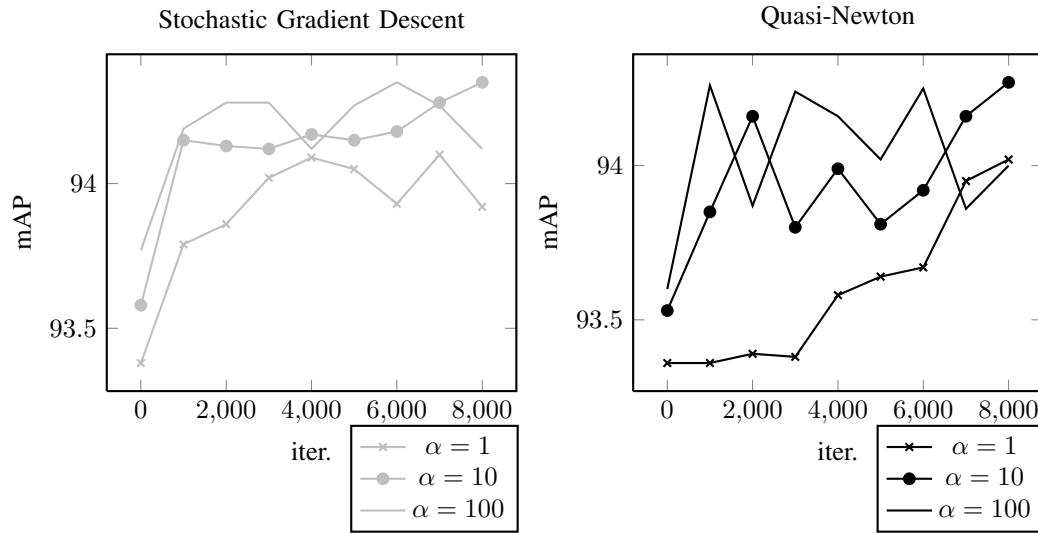 Stochastic Gradient Descent
mAP
94
93.5
0 2,000 4,000 6,000 8,000
iter.
α = 1
α = 10
α = 100
Quasi-Newton
mAP
94
93.5
0 2,000 4,000 6,000 8,000
iter.
α = 1
α = 10
α = 100